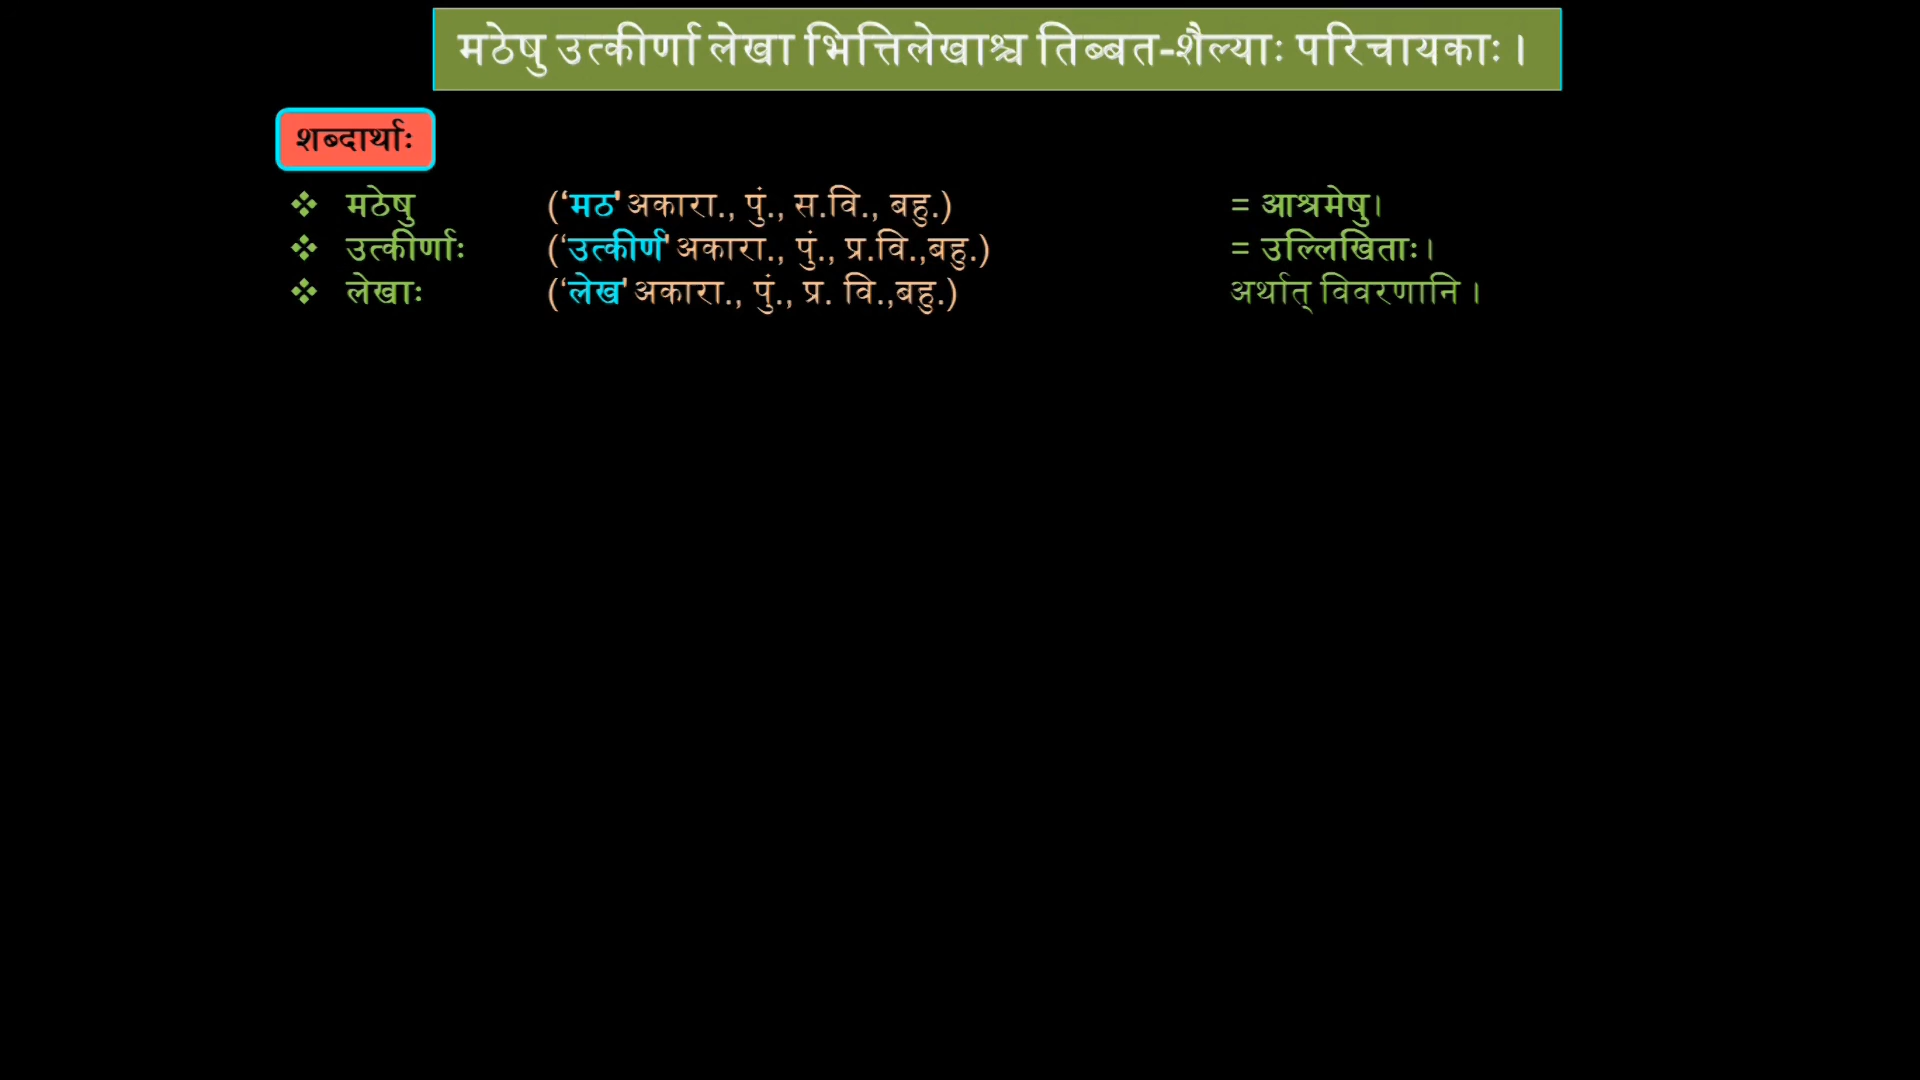 मठेषु उत्कीर्णा लेखा भित्तिलेखाश्च तिब्बत-शैल्याः परिचायकाः ।
शब्दार्थाः
❖ मठेषु (‘मठ' अकारा., पुं., स.वि., बहु.) = आश्रमेषु।
❖ उत्कीर्णाः (‘उत्कीर्ण' अकारा., पुं., प्र.वि.,बहु.) = उल्लिखिताः।
❖ लेखाः (‘लेख' अकारा., पुं., प्र. वि.,बहु.) अर्थात् विवरणानि ।